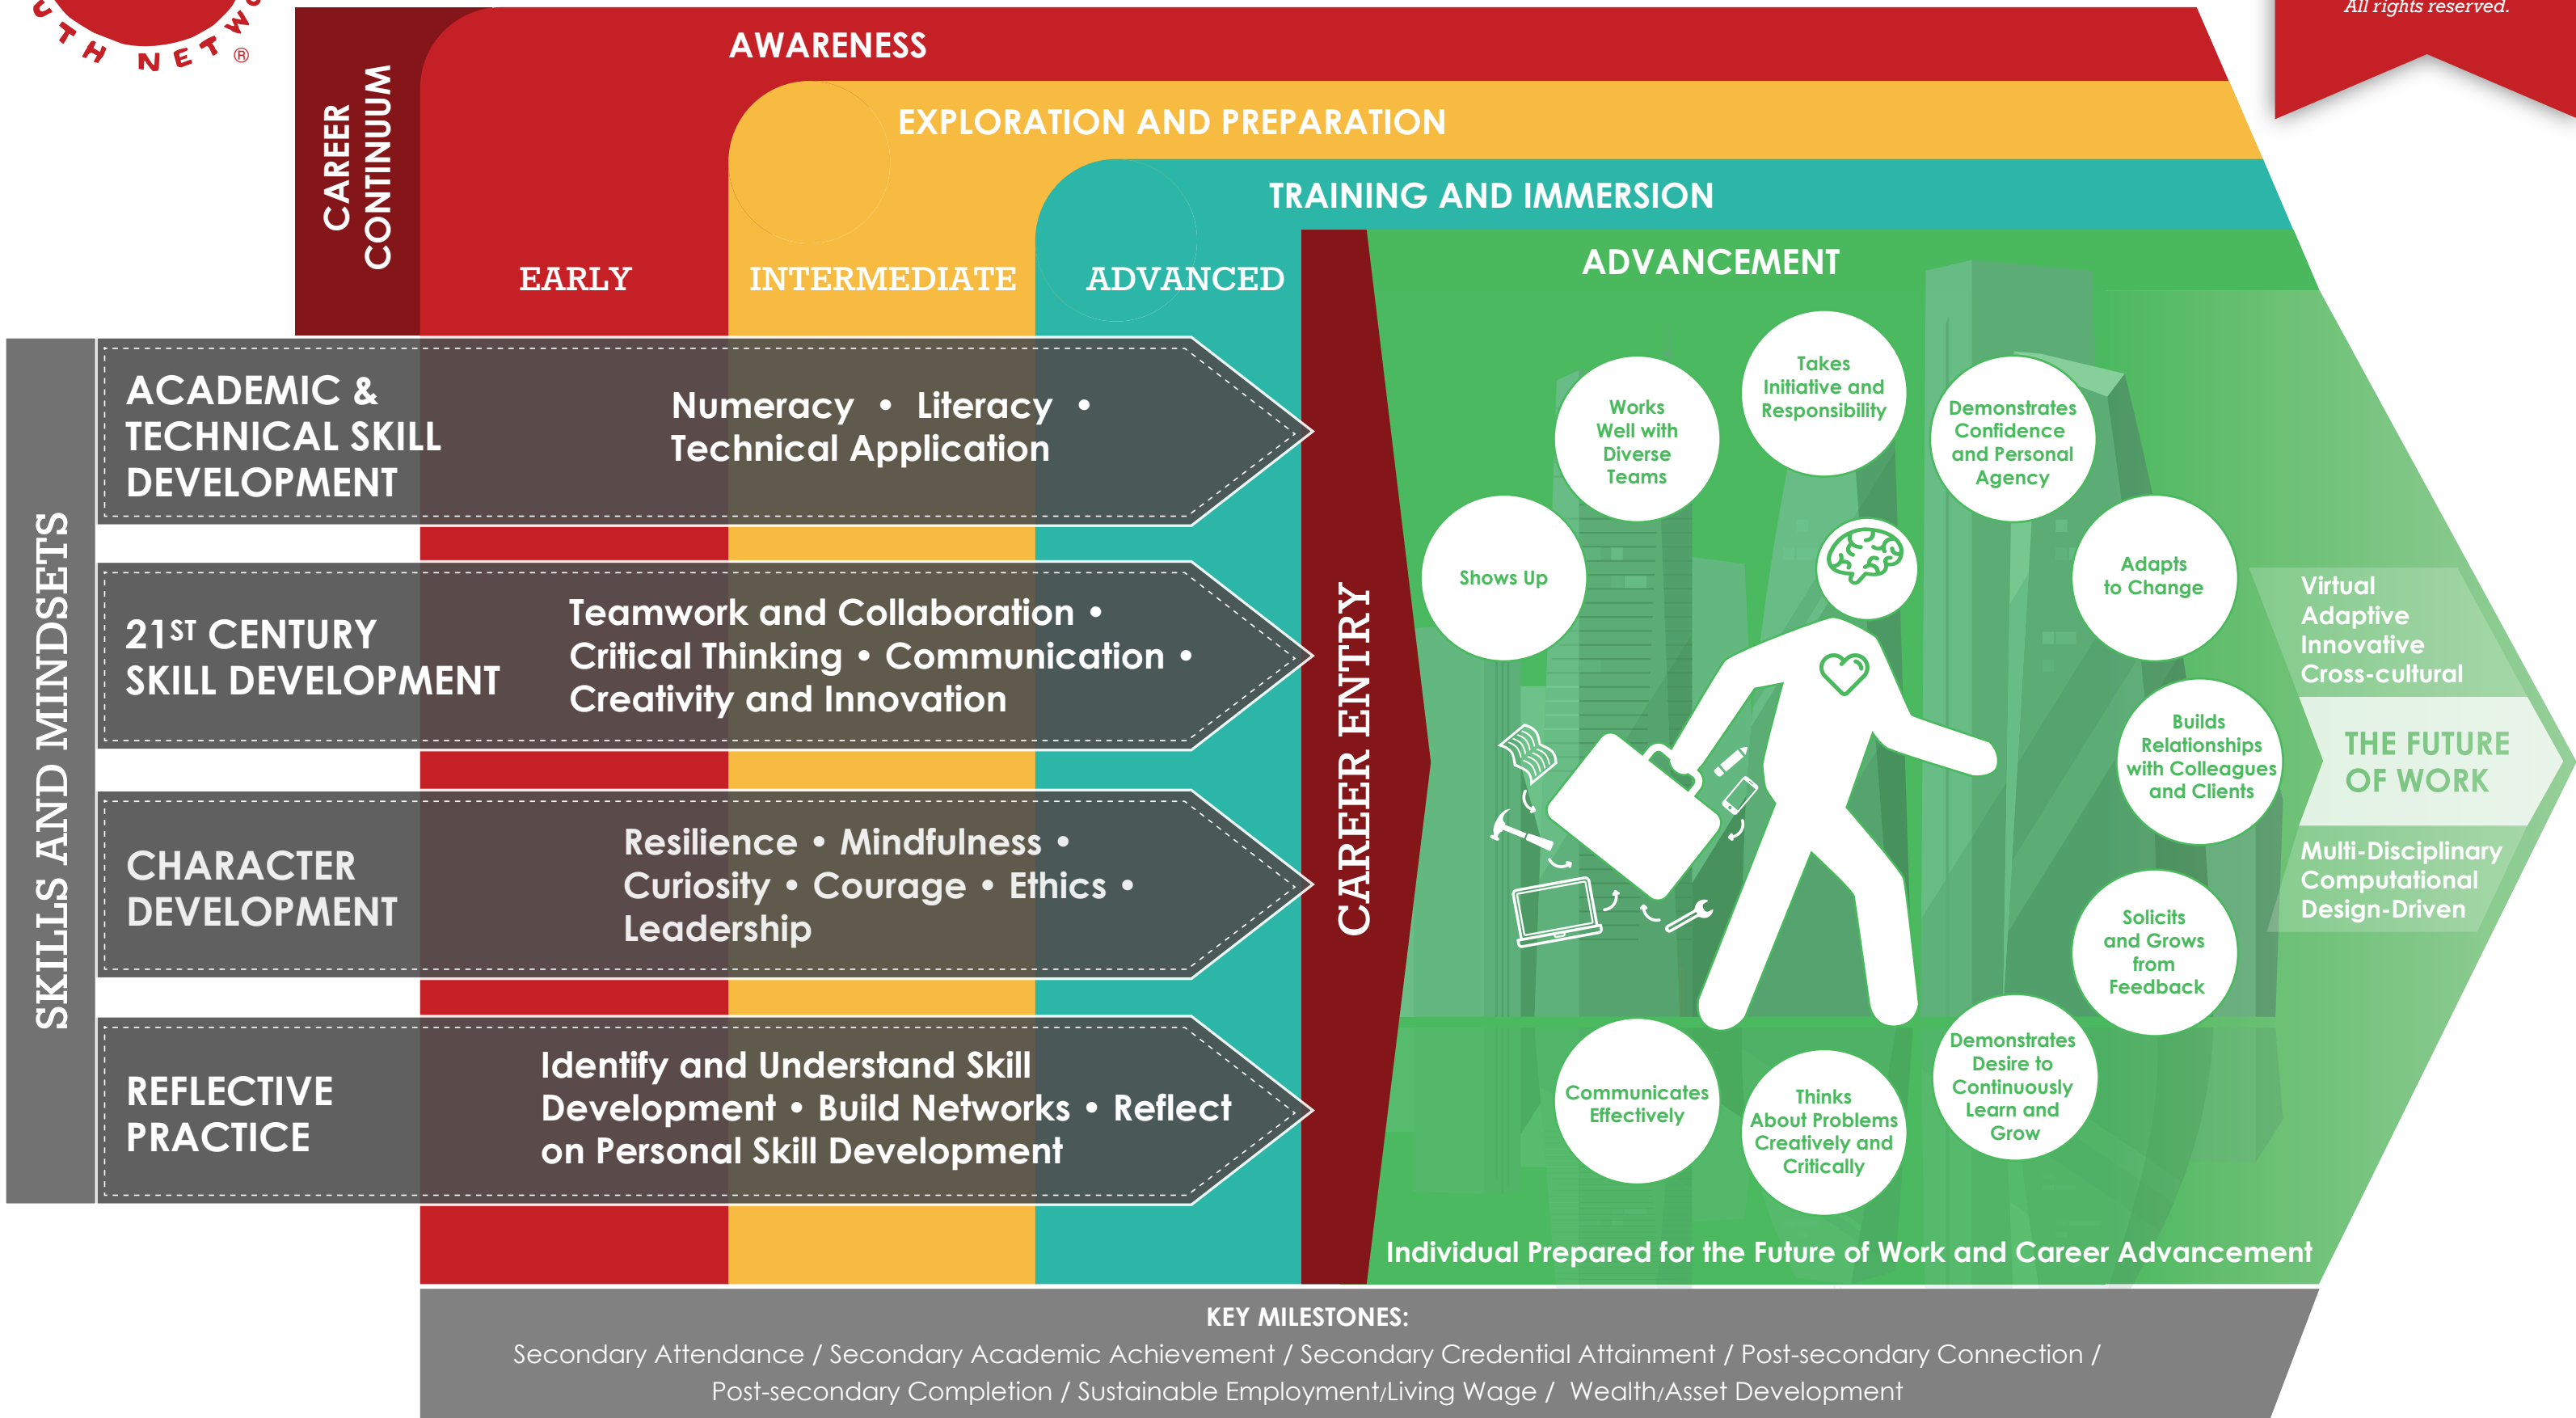 UTH NETWO
®
All rights reserved.
CAREER
CONTINUUM
AWARENESS
EXPLORATION AND PREPARATION
TRAINING AND IMMERSION
ADVANCEMENT
EARLY
INTERMEDIATE
ADVANCED
SKILLS AND MINDSETS
ACADEMIC &
TECHNICAL SKILL
DEVELOPMENT
Numeracy • Literacy •
Technical Application
21ST CENTURY
SKILL DEVELOPMENT
Teamwork and Collaboration •
Critical Thinking • Communication •
Creativity and Innovation
CHARACTER
DEVELOPMENT
Resilience • Mindfulness •
Curiosity • Courage • Ethics •
Leadership
REFLECTIVE
PRACTICE
Identify and Understand Skill
Development • Build Networks • Reflect
on Personal Skill Development
CAREER ENTRY
Shows Up
Works
Well with
Diverse
Teams
Takes
Initiative and
Responsibility
Demonstrates
Confidence
and Personal
Agency
Adapts
to Change
Builds
Relationships
with Colleagues
and Clients
Solicits
and Grows
from
Feedback
Demonstrates
Desire to
Continuously
Learn and
Grow
Thinks
About Problems
Creatively and
Critically
Communicates
Effectively
Virtual
Adaptive
Innovative
Cross-cultural
THE FUTURE
OF WORK
Multi-Disciplinary
Computational
Design-Driven
Individual Prepared for the Future of Work and Career Advancement
KEY MILESTONES:
Secondary Attendance / Secondary Academic Achievement / Secondary Credential Attainment / Post-secondary Connection /
Post-secondary Completion / Sustainable Employment/Living Wage / Wealth/Asset Development